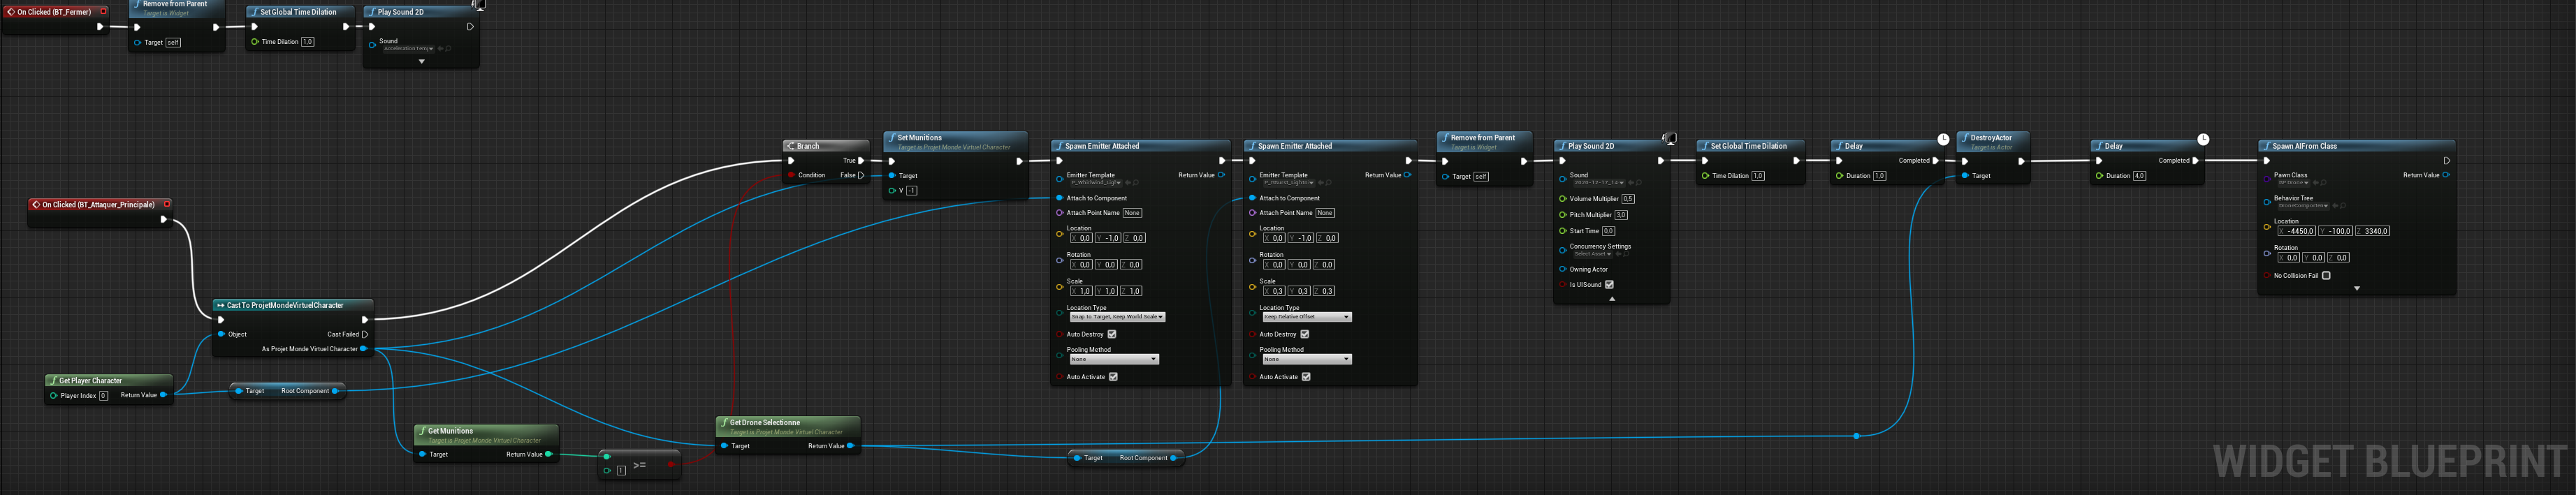 On Clicked (BT_Fermer)
Remove from Parent
Target is Widget
Target self
Set Global Time Dilation
Time Dilation 1,0
Play Sound 2D
Sound
On Clicked (BT_Attaquer_Principale)
Cast To ProjetMondeVirtuelCharacter
Object
Cast Failed
As Projet Monde Virtuel Character
Get Player Character
Player Index 0 Return Value
Target Root Component
Get Munitions
Target is Projet Monde Virtuel Character
Target Return Value
1 >=
Get Drone Selectionne
Target is Projet Monde Virtuel Character
Target Return Value
Target Root Component
Branch
True
Condition False
Set Munitions
Target is Projet Monde Virtuel Character
Target
V -1
Spawn Emitter Attached
Emitter Template Return Value
Attach to Component
Attach Point Name None
Location
X 0,0 Y -1,0 Z 0,0
Rotation
X 0,0 Y 0,0 Z 0,0
Scale
X 1,0 Y 1,0 Z 1,0
Location Type
Snap to Target, Keep World Scale
Auto Destroy
Pooling Method
None
Auto Activate
Spawn Emitter Attached
Emitter Template Return Value
Attach to Component
Attach Point Name None
Location
X 0,0 Y -1,0 Z 0,0
Rotation
X 0,0 Y 0,0 Z 0,0
Scale
X 0,3 Y 0,3 Z 0,3
Location Type
Keep Relative Offset
Auto Destroy
Pooling Method
None
Auto Activate
Remove from Parent
Target is Widget
Target self
Play Sound 2D
Sound
Volume Multiplier 0,5
Pitch Multiplier 3,0
Start Time 0,0
Concurrency Settings
Select Asset
Owning Actor
Is UISound
Set Global Time Dilation
Time Dilation 1,0
Delay
Completed
Duration 1,0
DestroyActor
Target is Actor
Target
Delay
Completed
Duration 4,0
Spawn AIFrom Class
Pawn Class Return Value
BP Drone
Behavior Tree
Location
X -4450,0 Y -100,0 Z 3340,0
Rotation
X 0,0 Y 0,0 Z 0,0
No Collision Fail
WIDGET BLUEPRINT